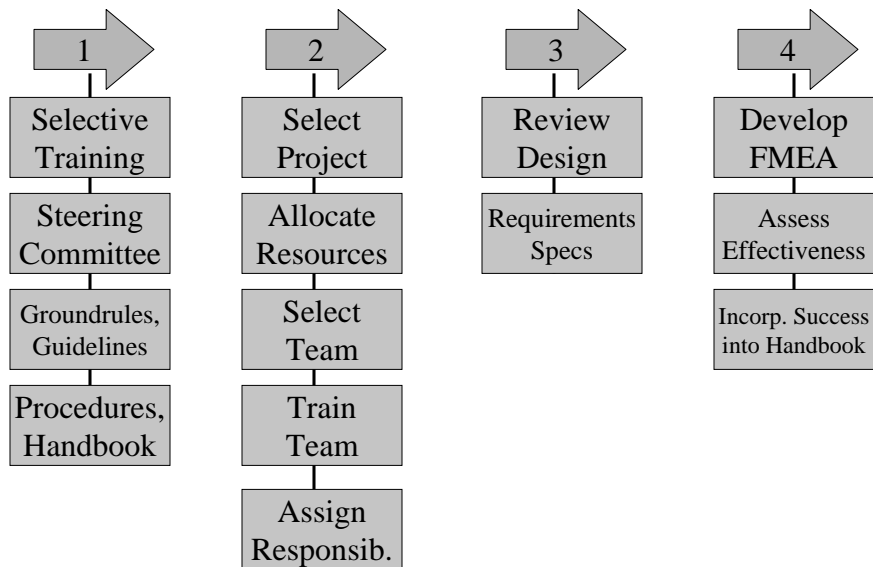 1
Selective
Training
Steering
Committee
Groundrules,
Guidelines
Procedures,
Handbook
2
Select
Project
Allocate
Resources
Select
Team
Train
Team
Assign
Responsib.
3
Review
Design
Requirements
Specs
4
Develop
FMEA
Assess
Effectiveness
Incorp. Success
into Handbook